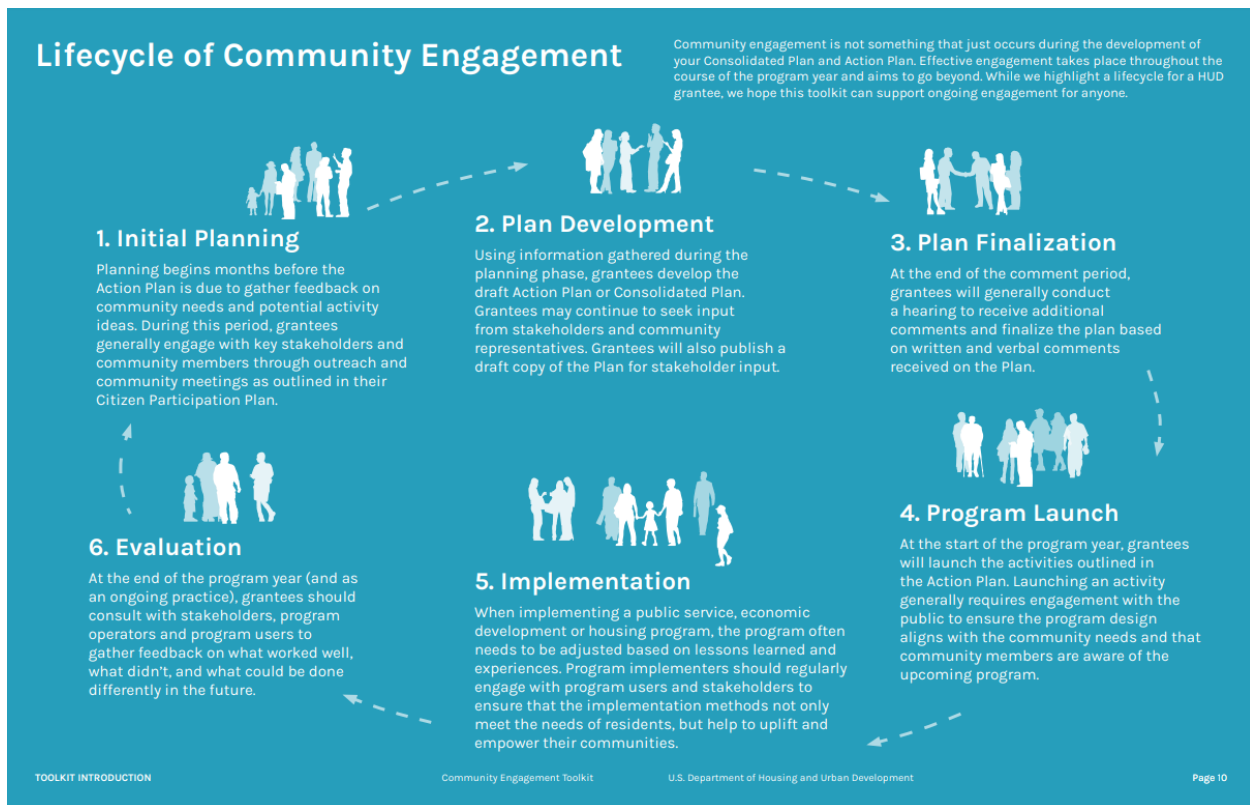 Lifecycle of Community Engagement
Community engagement is not something that just occurs during the development of
your Consolidated Plan and Action Plan. Effective engagement takes place throughout the
course of the program year and aims to go beyond. While we highlight a lifecycle for a HUD
grantee, we hope this toolkit can support ongoing engagement for anyone.
1. Initial Planning
Planning begins months before the
Action Plan is due to gather feedback on
community needs and potential activity
ideas. During this period, grantees
generally engage with key stakeholders and
community members through outreach and
community meetings as outlined in their
Citizen Participation Plan.
2. Plan Development
Using information gathered during the
planning phase, grantees develop the
draft Action Plan or Consolidated Plan.
Grantees may continue to seek input
from stakeholders and community
representatives. Grantees will also publish a
draft copy of the Plan for stakeholder input.
3. Plan Finalization
At the end of the comment period,
grantees will generally conduct
a hearing to receive additional
comments and finalize the plan based
on written and verbal comments
received on the Plan.
4. Program Launch
At the start of the program year, grantees
will launch the activities outlined in
the Action Plan. Launching an activity
generally requires engagement with the
public to ensure the program design
aligns with the community needs and that
community members are aware of the
upcoming program.
5. Implementation
When implementing a public service, economic
development or housing program, the program often
needs to be adjusted based on lessons learned and
experiences. Program implementers should regularly
engage with program users and stakeholders to
ensure that the implementation methods not only
meet the needs of residents, but help to uplift and
empower their communities.
6. Evaluation
At the end of the program year (and as
an ongoing practice), grantees should
consult with stakeholders, program
operators and program users to
gather feedback on what worked well,
what didn't, and what could be done
differently in the future.
TOOLKIT INTRODUCTION
Community Engagement Toolkit
U.S. Department of Housing and Urban Development
Page 10